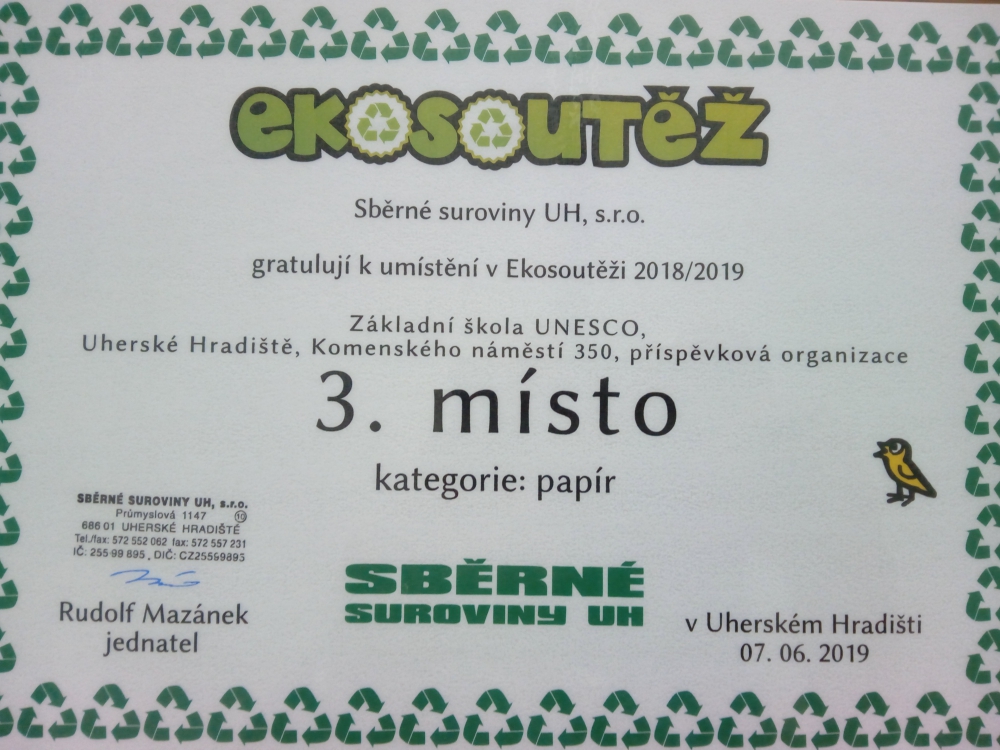 ekosoutěž
Sběrné suroviny UH, s.r.o.
gratulují k umístění v Ekosoutěži 2018/2019
Základní škola UNESCO,
Uherské Hradiště, Komenského náměstí 350, příspěvková organizace
3. místo
kategorie: papír
SBĚRNÉ SUROVINY UH, s.r.o.
Průmyslová 1147 10
686 01 UHERSKÉ HRADIŠTĚ
Tel./fax: 572 552 062 fax: 572 557 231
IČ: 255 99 895, DIČ: CZ25599895
Rudolf Mazánek
jednatel
SBĚRNÉ
SUROVINY UH
v Uherském Hradišti
07. 06. 2019